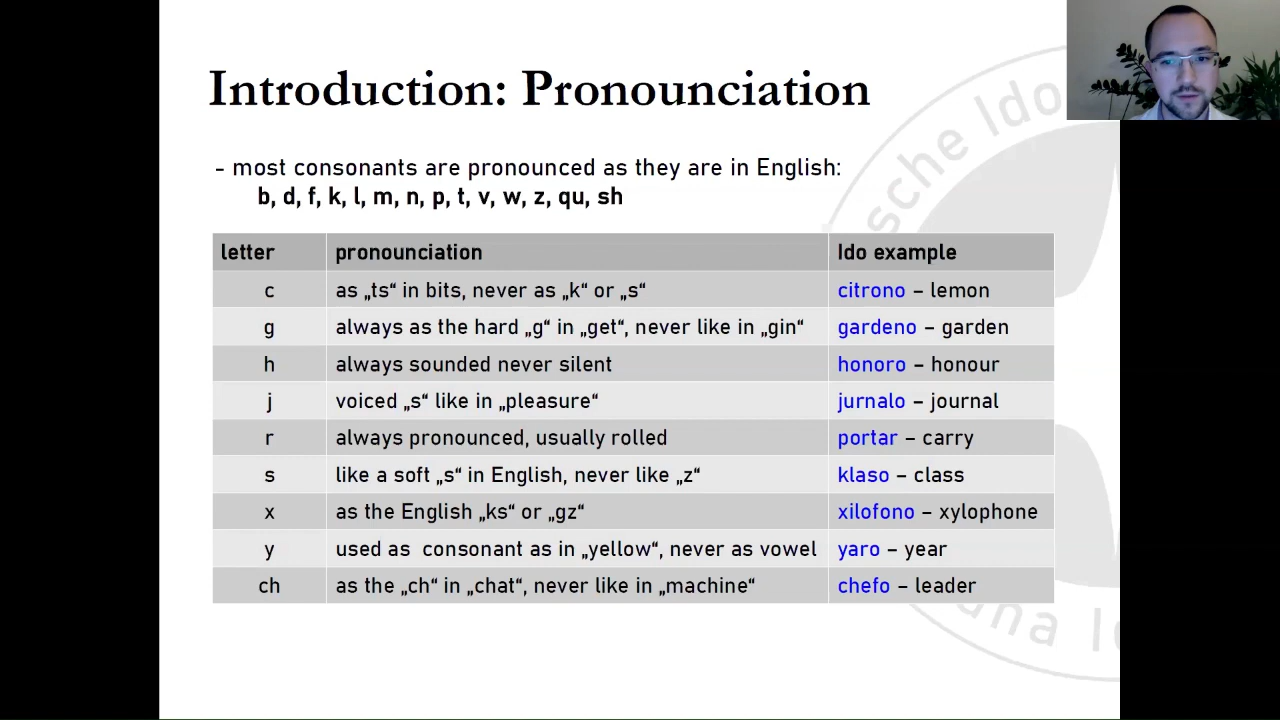 Introduction: Pronounciation
- most consonants are pronounced as they are in English:
b, d, f, k, l, m, n, p, t, v, w, z, qu, sh
letter pronounciation Ido example
c as „ts“ in bits, never as „k“ or „s“ citrono – lemon
g always as the hard „g“ in „get“, never like in „gin“ gardeno – garden
h always sounded never silent honoro – honour
j voiced „s“ like in „pleasure“ jurnalo – journal
r always pronounced, usually rolled portar – carry
s like a soft „s“ in English, never like „z“ klaso – class
x as the English „ks“ or „gz“ xilofono – xylophone
y used as consonant as in „yellow“, never as vowel yaro – year
ch as the „ch“ in „chat“, never like in „machine“ chefo – leader
sche Ido
una Id